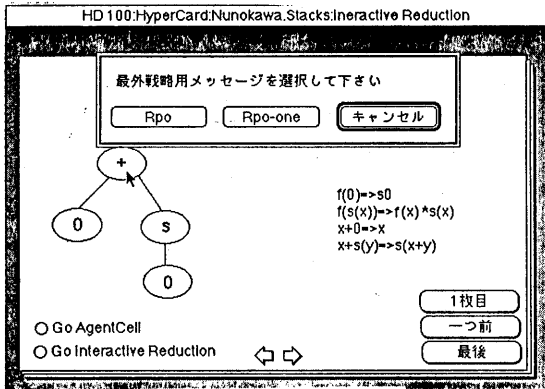 HD 100:HyperCard:Nunokawa.Stacks:Ineractive Reduction
最外戦略用メッセージを選択して下さい
Rpo
Rpo-one
キャンセル
+
0
s
0
f(0)=>s0
f(s(x))=>f(x)*s(x)
x+0=>x
x+s(y)=>s(x+y)
1枚目
一つ前
最後
Go AgentCell
Go Interactive Reduction